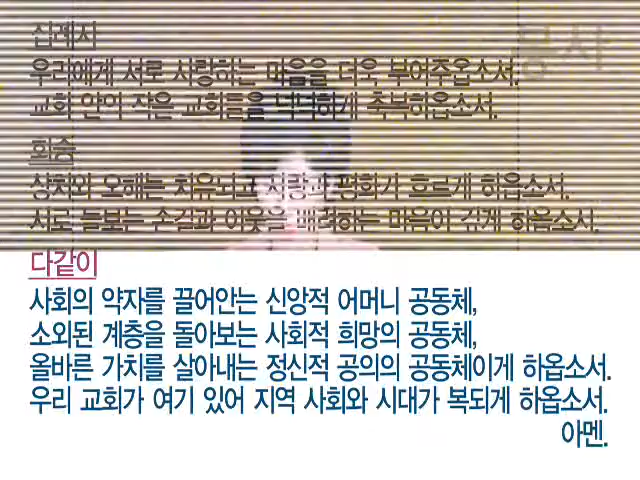 십례자
봉사
우리에게 서로 사랑하는 마음을 더욱 부어주옵소서.
교회 안의 작은 교회들을 넉넉하게 축복하옵소서.
회중
상처와 오해는 치유되고 사랑과 평화가 흐르게 하옵소서.
서로 돌보는 손길과 이웃을 배려하는 마음이 깊게 하옵소서.
다같이
사회의 약자를 끌어안는 신앙적 어머니 공동체,
소외된 계층을 돌아보는 사회적 희망의 공동체,
올바른 가치를 살아내는 정신적 공의의 공동체이게 하옵소서.
우리 교회가 여기 있어 지역 사회와 시대가 복되게 하옵소서.
아멘.